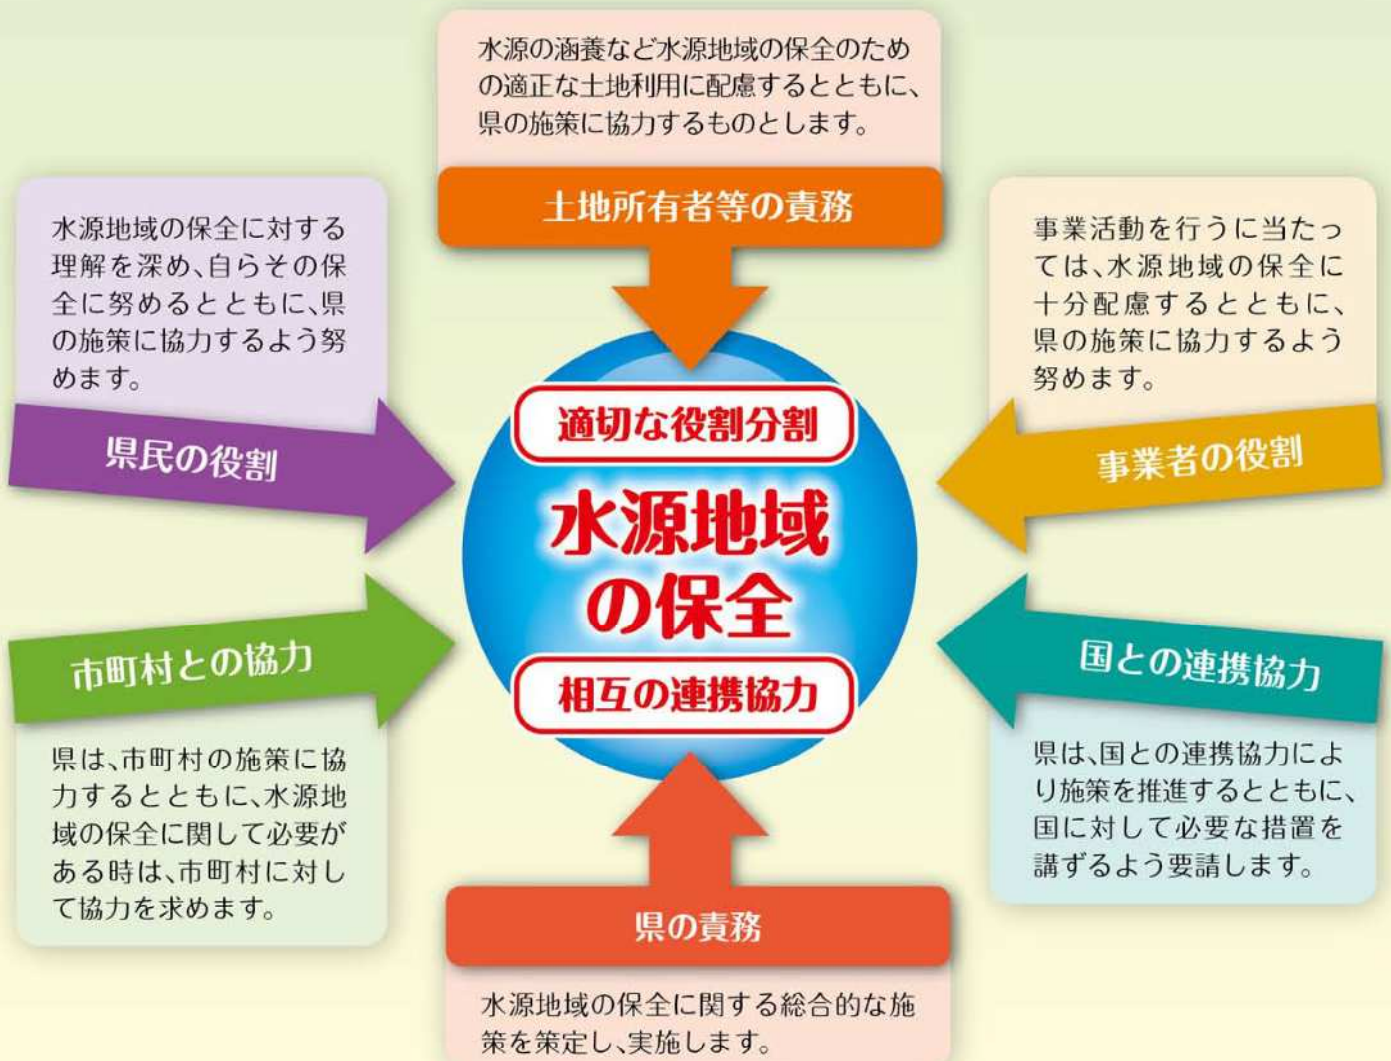 水源の涵養など水源地域の保全のため
の適正な土地利用に配慮するとともに、
県の施策に協力するものとします。
土地所有者等の責務
水源地域の保全に対する
理解を深め、自らその保
全に努めるとともに、県
の施策に協力するよう努
めます。
県民の役割
事業活動を行うに当たっ
ては、水源地域の保全に
十分配慮するとともに、
県の施策に協力するよう
努めます。
事業者の役割
適切な役割分割
水源地域
の保全
相互の連携協力
市町村との協力
県は、市町村の施策に協
力するとともに、水源地
域の保全に関して必要が
ある時は、市町村に対し
て協力を求めます。
国との連携協力
県は、国との連携協力によ
り施策を推進するとともに、
国に対して必要な措置を
講ずるよう要請します。
県の責務
水源地域の保全に関する総合的な施
策を策定し、実施します。